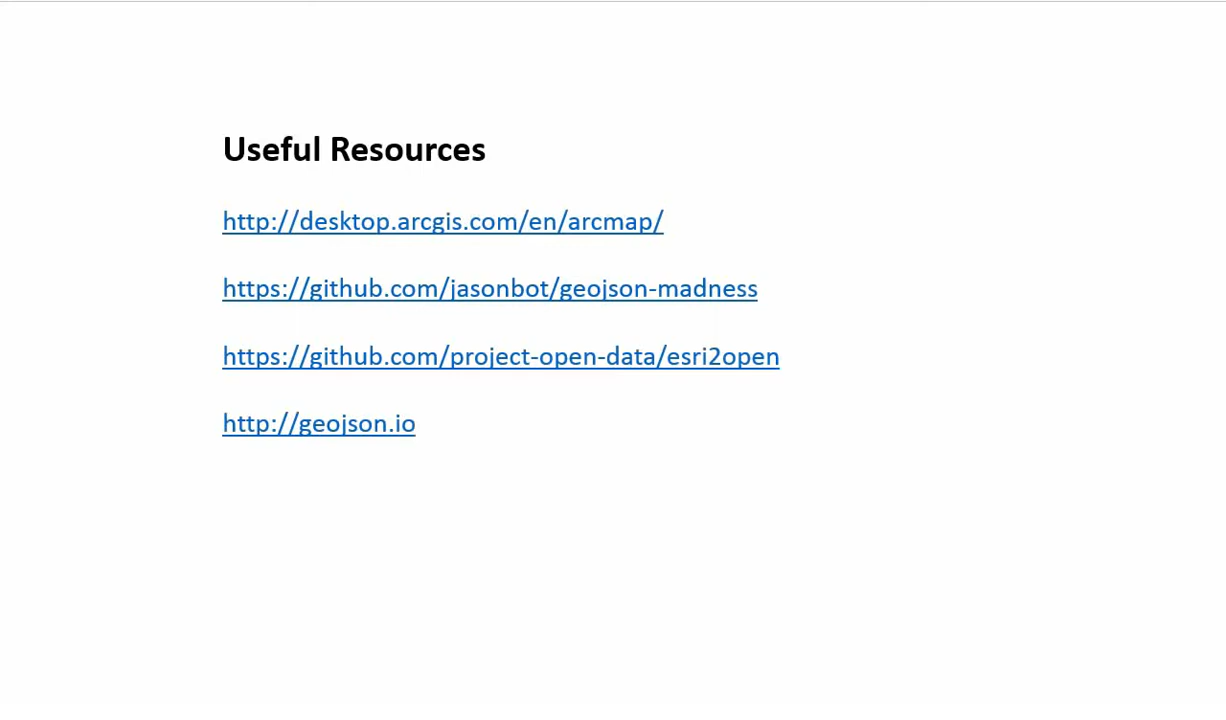 Useful Resources
http://desktop.arcgis.com/en/arcmap/
https://github.com/jasonbot/geojson-madness
https://github.com/project-open-data/esri2open
http://geojson.io